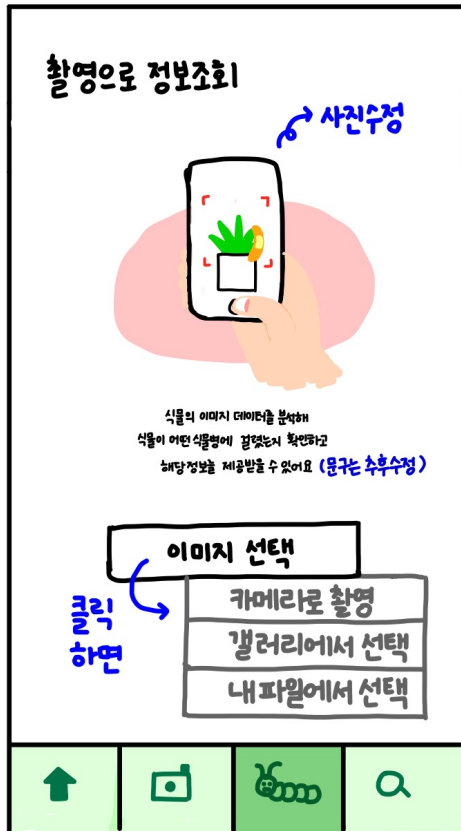 촬영으로 정보조회
사진수정
식물의 이미지 데이터를 분석해
식물이 어떤 식물병에 걸렸는지 확인하고
해당정보를 제공받을 수 있어요 (문구는 추후수정)
이미지 선택
클릭
하면
카메라로 촬영
갤러리에서 선택
내 파일에서 선택